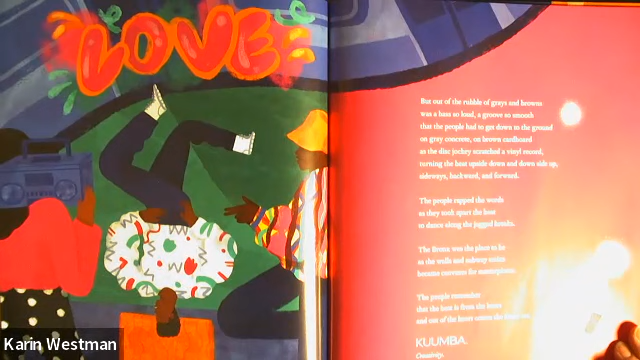 LOVE
But out of the rubble of grays and browns
was a bass so loud, a groove so smooth
that the people had to get down to the ground
on gray concrete, on brown cardboard
as the disc jockey scratched a vinyl record,
turning the beat upside down and down side up,
sideways, backward, and forward.
The people rapped the words
as they took apart the beat
to dance along the jagged breaks.
The Bronx was the place to be
as the walls and subway trains
became canvases for masterpieces.
The people remember
that the beat is from the heart
and out of the
KUUMBA.
Creativity.
Karin Westman